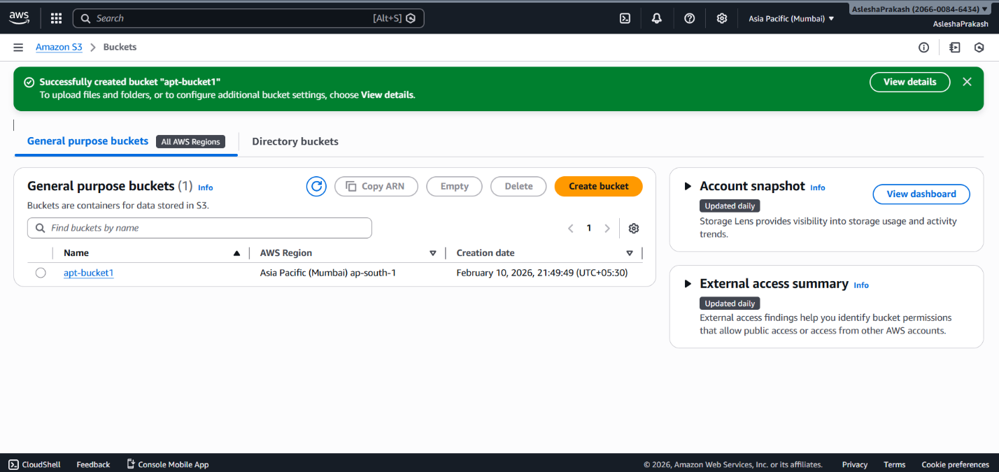 aws
Search [Alt+S]
Asia Pacific (Mumbai)
AsleshaPrakash (2066-0084-6434)
AsleshaPrakash
Amazon S3 > Buckets
Successfully created bucket "apt-bucket1"
To upload files and folders, or to configure additional bucket settings, choose View details.
View details
General purpose buckets All AWS Regions
Directory buckets
General purpose buckets (1) Info
Copy ARN
Empty
Delete
Create bucket
Buckets are containers for data stored in S3.
Find buckets by name
1
Name AWS Region Creation date
apt-bucket1 Asia Pacific (Mumbai) ap-south-1 February 10, 2026, 21:49:49 (UTC+05:30)
Account snapshot Info
View dashboard
Updated daily
Storage Lens provides visibility into storage usage and activity
trends.
External access summary Info
Updated daily
External access findings help you identify bucket permissions
that allow public access or access from other AWS accounts.
CloudShell Feedback Console Mobile App © 2026, Amazon Web Services, Inc. or its affiliates. Privacy Terms Cookie preferences